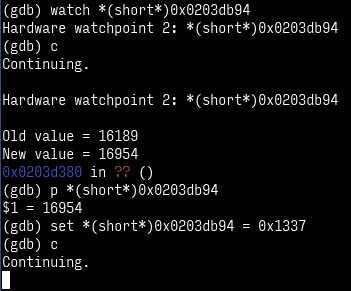 (gdb) watch *(short*)0x0203db94
Hardware watchpoint 2: *(short*)0x0203db94
(gdb) c
Continuing.
Hardware watchpoint 2: *(short*)0x0203db94
Old value = 16189
New value = 16954
0x0203d380 in ?? ()
(gdb) p *(short*)0x0203db94
$1 = 16954
(gdb) set *(short*)0x0203db94 = 0x1337
(gdb) c
Continuing.